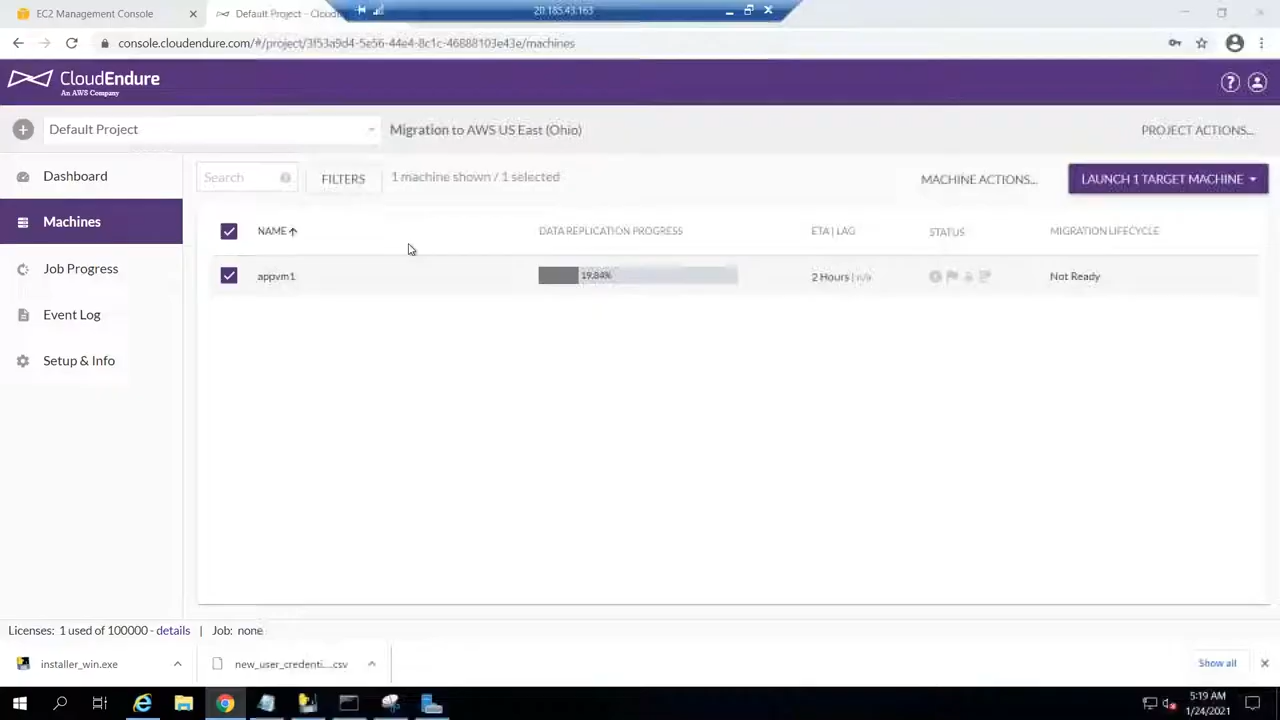 EC2 Management Console
Default Project - Cloud
20.185.43.163
console.cloudendure.com/#/project/3f53a9d4-5e56-44e4-8c1c-46888103e43e/machines
CloudEndure
An AWS Company
Default Project
Migration to AWS US East (Ohio)
PROJECT ACTIONS...
Dashboard
Search
FILTERS
1 machine shown / 1 selected
MACHINE ACTIONS...
LAUNCH 1 TARGET MACHINE
Machines
NAME
DATA REPLICATION PROGRESS
ETA | LAG
STATUS
MIGRATION LIFECYCLE
Job Progress
appvm1
19.84%
2 Hours | n/a
Not Ready
Event Log
Setup & Info
Licenses: 1 used of 100000 - details | Job: none
installer_win.exe
new_user_credenti....csv
Show all
5:19 AM
1/24/2021